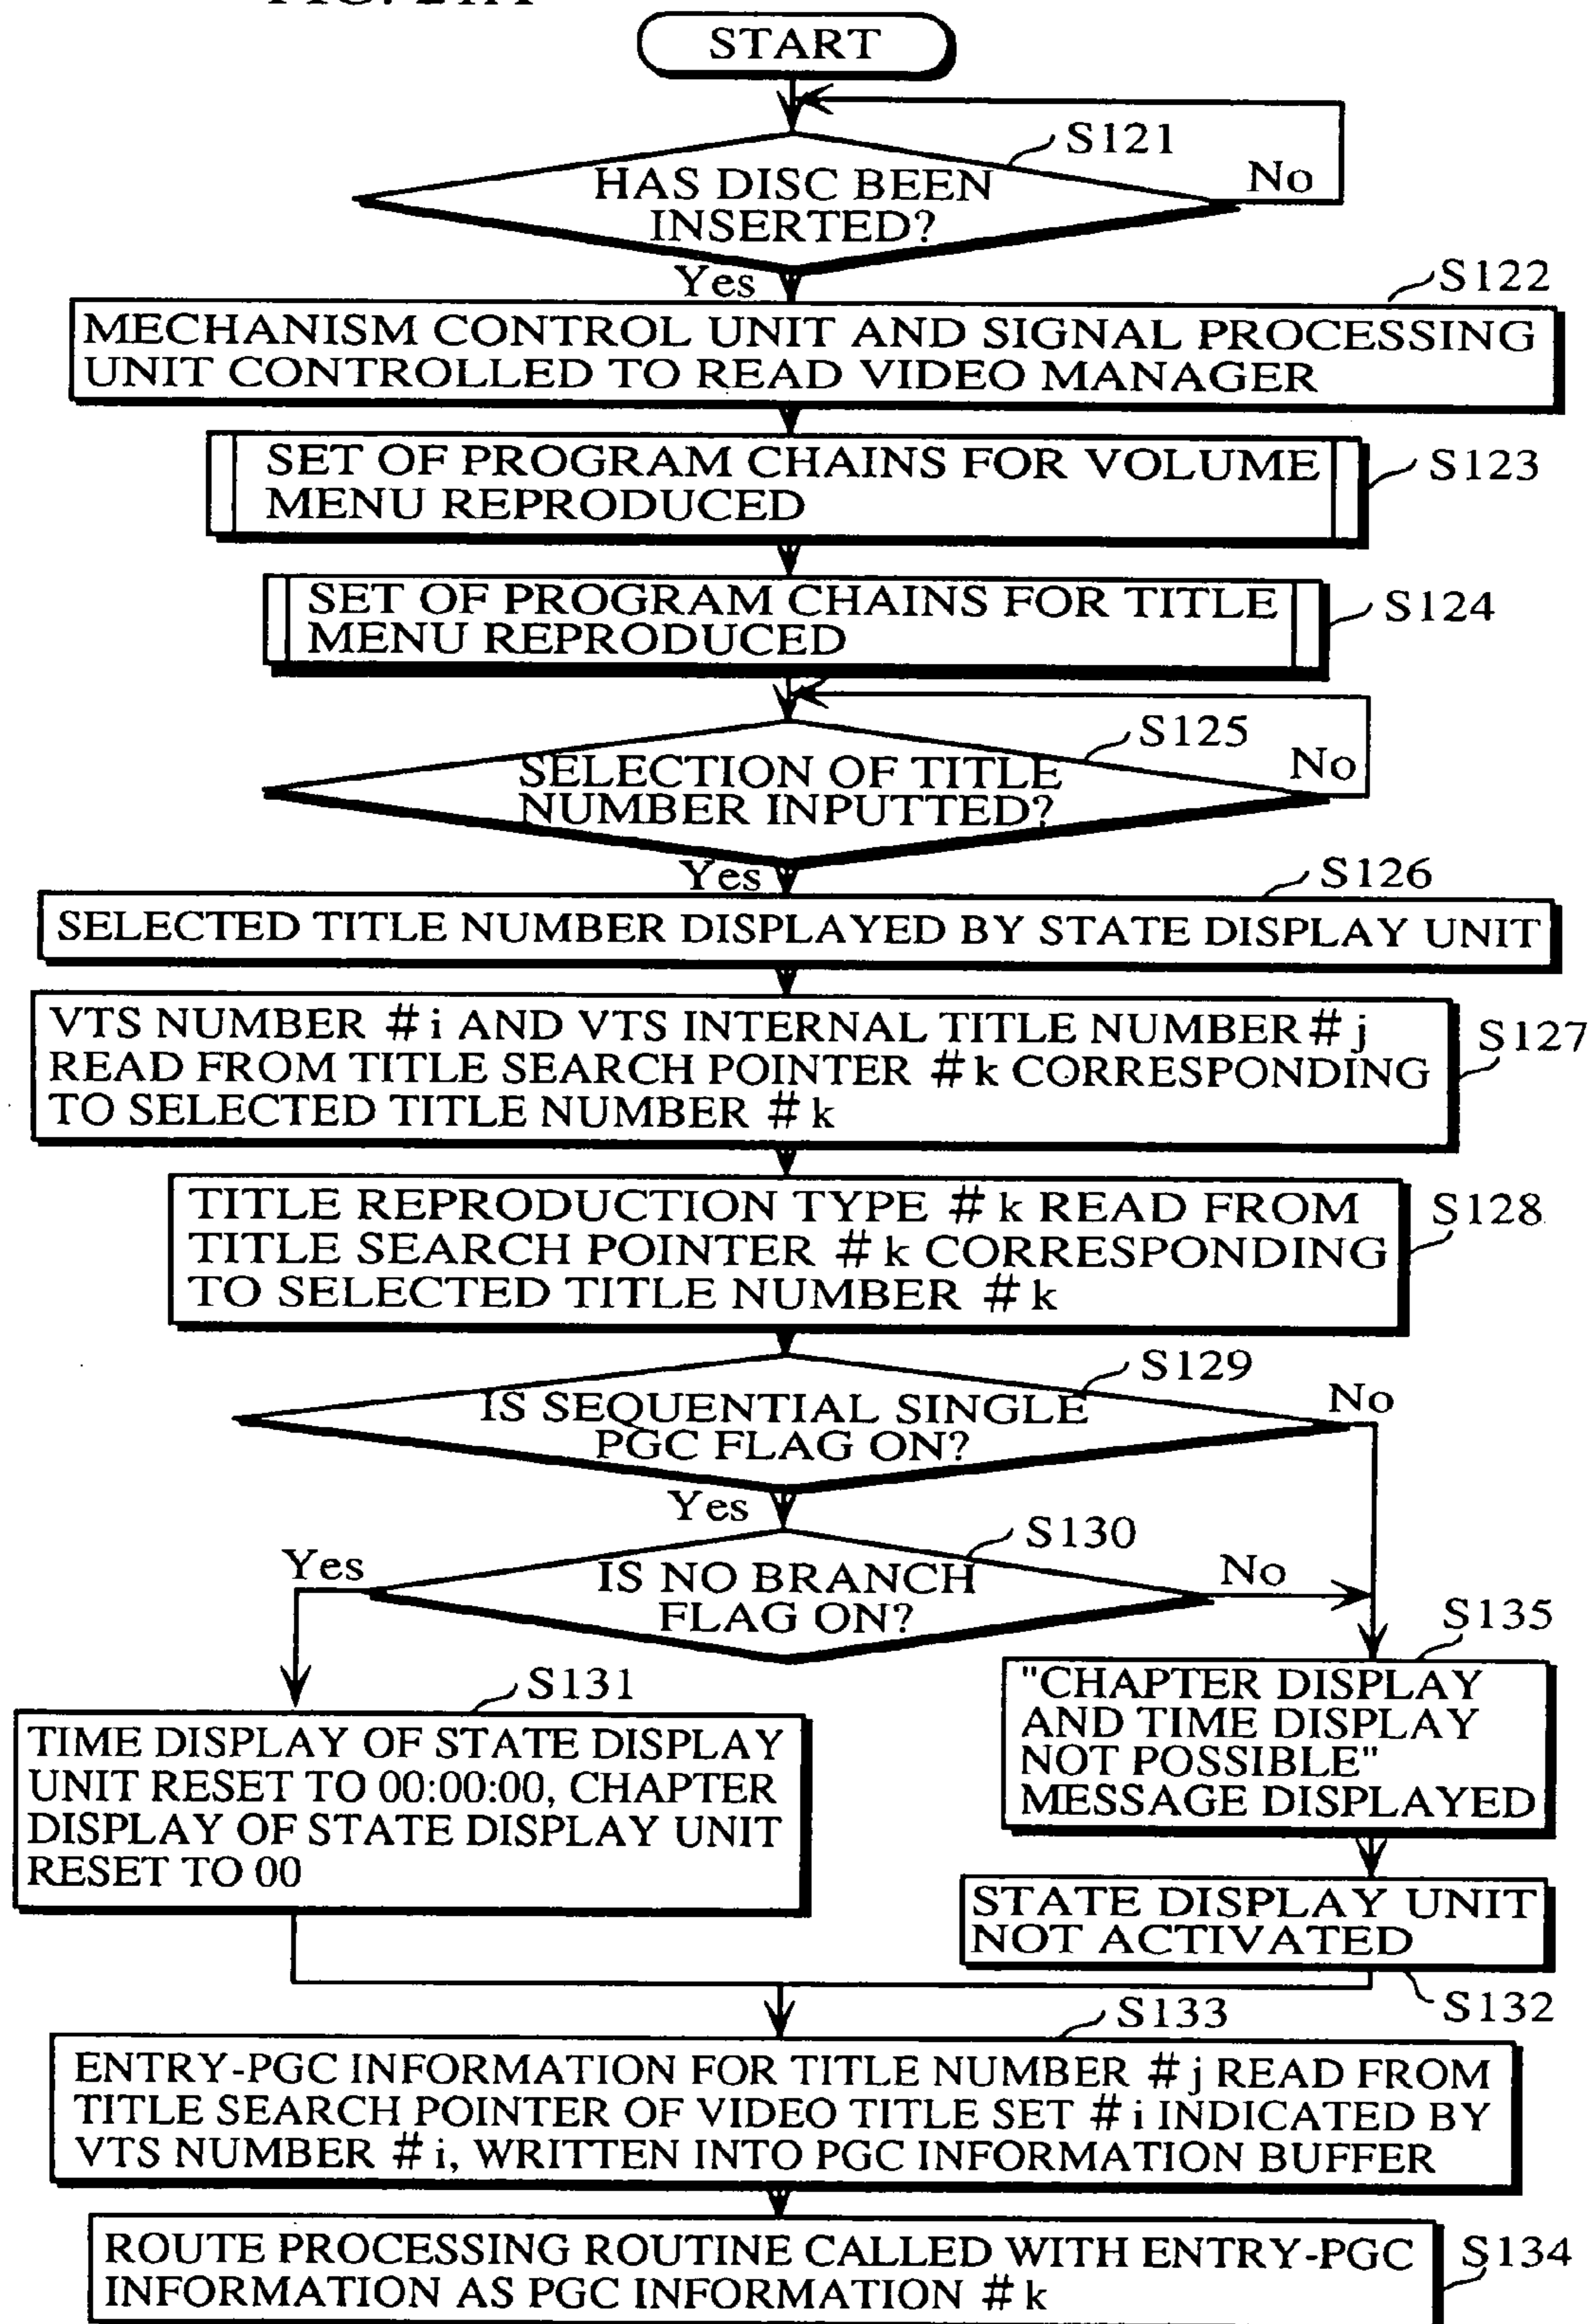 START
S121
HAS DISC BEEN
INSERTED?
No
Yes
S122
MECHANISM CONTROL UNIT AND SIGNAL PROCESSING
UNIT CONTROLLED TO READ VIDEO MANAGER
SET OF PROGRAM CHAINS FOR VOLUME
MENU REPRODUCED
S123
SET OF PROGRAM CHAINS FOR TITLE
MENU REPRODUCED
S124
S125
SELECTION OF TITLE
NUMBER INPUTTED?
No
Yes
S126
SELECTED TITLE NUMBER DISPLAYED BY STATE DISPLAY UNIT
VTS NUMBER #i AND VTS INTERNAL TITLE NUMBER #j
READ FROM TITLE SEARCH POINTER #k CORRESPONDING
TO SELECTED TITLE NUMBER #k
S127
TITLE REPRODUCTION TYPE #k READ FROM
TITLE SEARCH POINTER #k CORRESPONDING
TO SELECTED TITLE NUMBER #k
S128
S129
IS SEQUENTIAL SINGLE
PGC FLAG ON?
No
Yes
S130
IS NO BRANCH
FLAG ON?
Yes
No
S131
TIME DISPLAY OF STATE DISPLAY
UNIT RESET TO 00:00:00, CHAPTER
DISPLAY OF STATE DISPLAY UNIT
RESET TO 00
S135
"CHAPTER DISPLAY
AND TIME DISPLAY
NOT POSSIBLE"
MESSAGE DISPLAYED
STATE DISPLAY UNIT
NOT ACTIVATED
S132
S133
ENTRY-PGC INFORMATION FOR TITLE NUMBER #j READ FROM
TITLE SEARCH POINTER OF VIDEO TITLE SET #i INDICATED BY
VTS NUMBER #i, WRITTEN INTO PGC INFORMATION BUFFER
ROUTE PROCESSING ROUTINE CALLED WITH ENTRY-PGC
INFORMATION AS PGC INFORMATION #k
S134